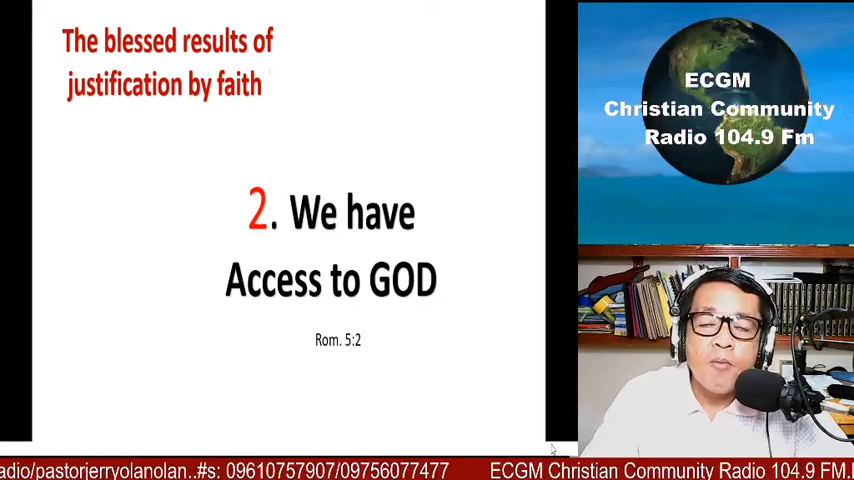 The blessed results of
justification by faith
2. We have
Access to GOD
Rom. 5:2
ECGM
Christian Community
Radio 104.9 Fm
adio/pastorjerryolanolan..#s: 09610757907/09756077477 ECGM Christian Community Radio 104.9 FM.